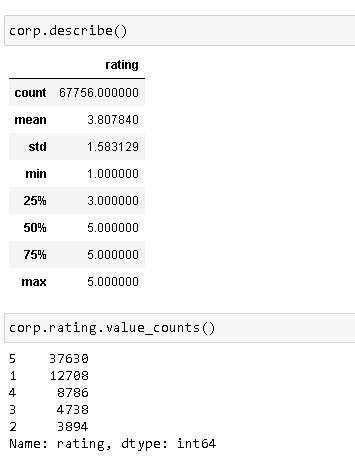 corp.describe()
rating
count 67756.000000
mean 3.807840
std 1.583129
min 1.000000
25% 3.000000
50% 5.000000
75% 5.000000
max 5.000000
corp.rating.value_counts()
5 37630
1 12708
4 8786
3 4738
2 3894
Name: rating, dtype: int64